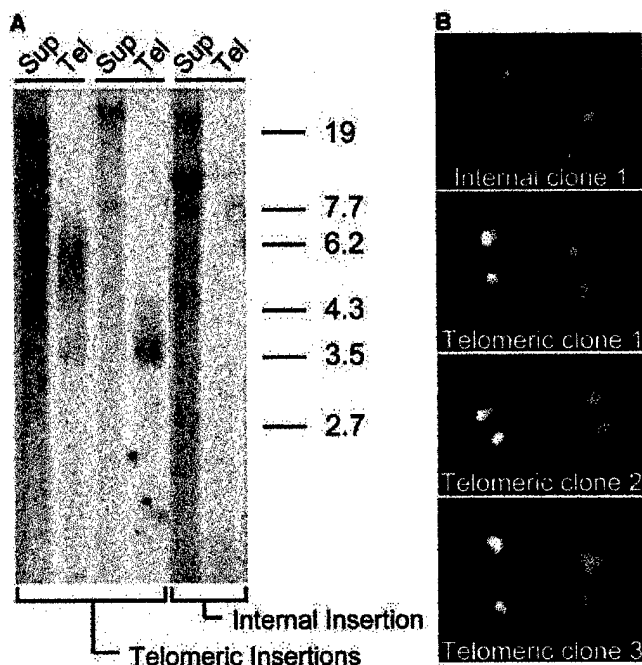 A
Sup Tel Sup Tel Sup Tel
19
7.7
6.2
4.3
3.5
2.7
Internal Insertion
Telomeric Insertions
B
Internal clone 1
Telomeric clone 1
Telomeric clone 2
Telomeric clone 3